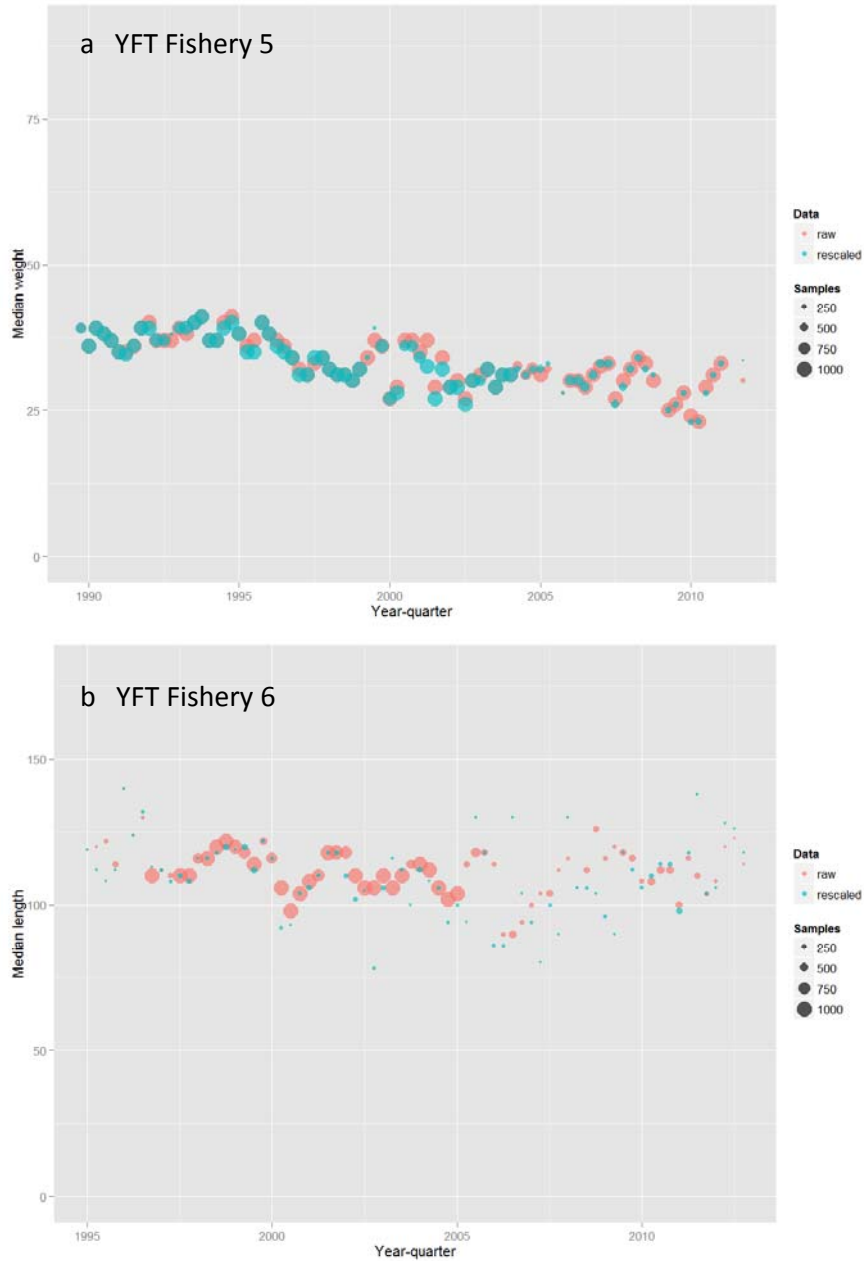 a YFT Fishery 5
75
50
25
0
Median weight
1990
1995
2000
2005
2010
Year-quarter
Data
raw
rescaled
Samples
250
500
750
1000
b YFT Fishery 6
150
100
50
0
Median length
1995
2000
2005
2010
Year-quarter
Data
raw
rescaled
Samples
250
500
750
1000